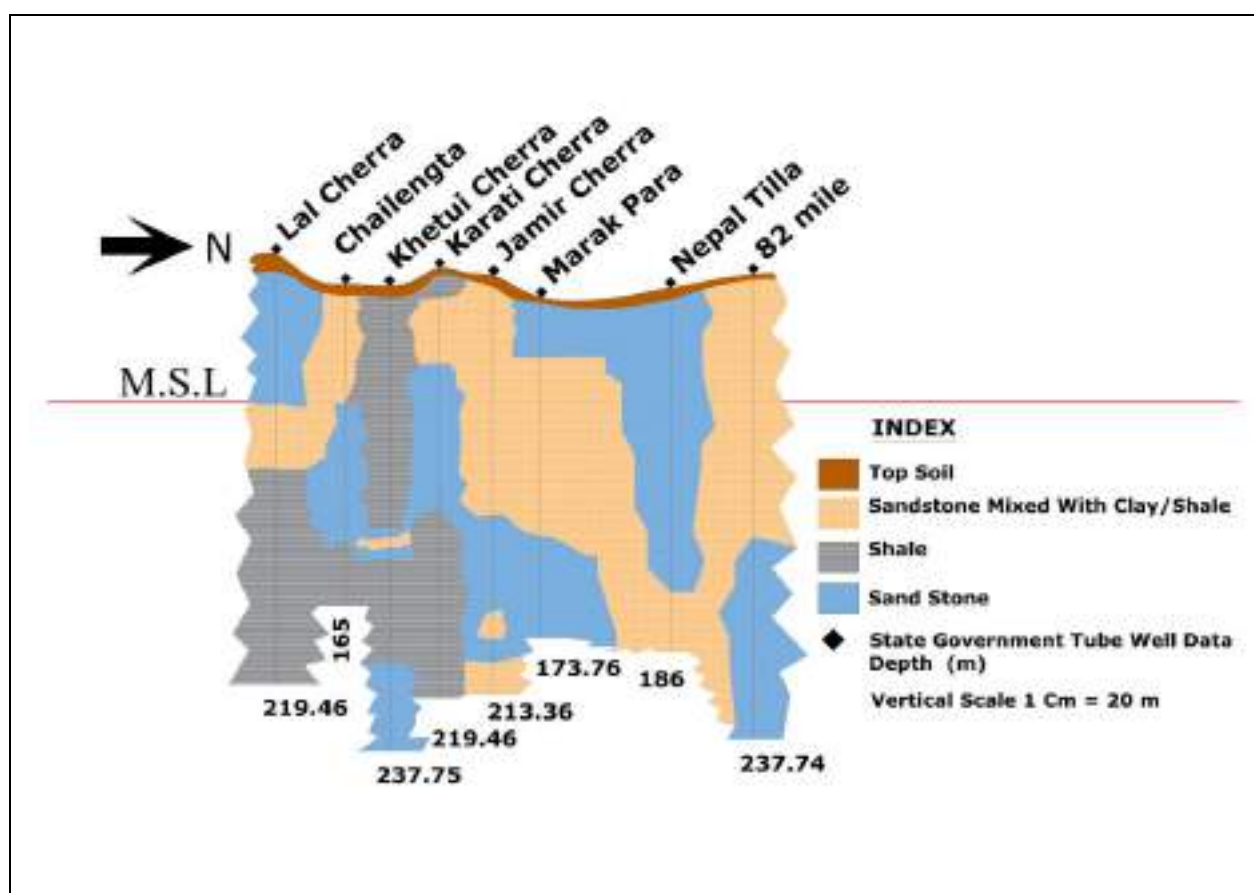 Lal Cherra
Chailengta
Khetui Cherra
Karati Cherra
Jamir Cherra
Marak Para
Nepal Tilla
82 mile
N
M.S.L
INDEX
Top Soil
Sandstone Mixed With Clay/Shale
Shale
Sand Stone
State Government Tube Well Data
Depth (m)
Vertical Scale 1 Cm = 20 m
165
173.76
186
219.46
213.36
219.46
237.75
237.74